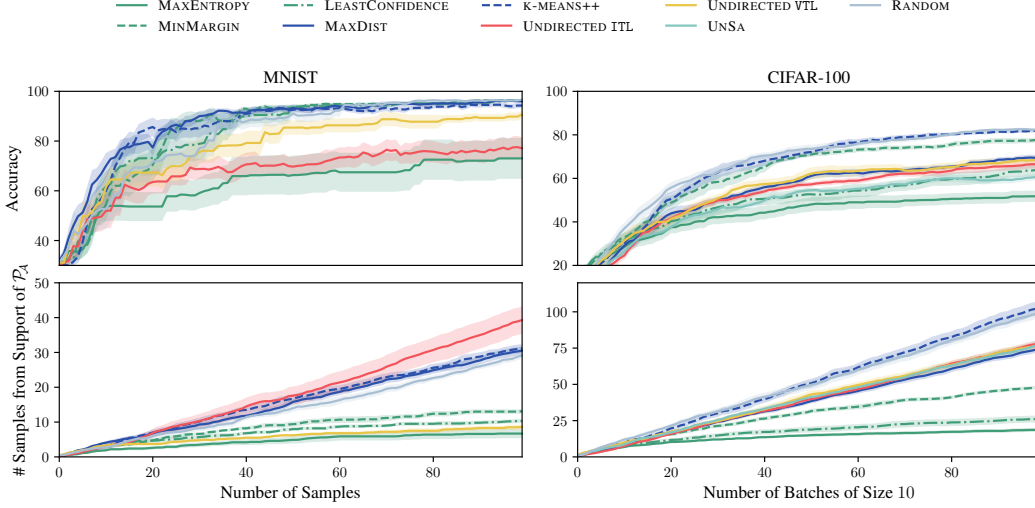 MAXENTROPY LEASTCONFIDENCE K-MEANS++ UNDIRECTED VTL RANDOM
MINMARGIN MAXDIST UNDIRECTED ITL UNSA
MNIST CIFAR-100
Accuracy
100
80
60
40
100
80
60
40
20
# Samples from Support of 𝒫𝒜
50
40
30
20
10
0
100
75
50
25
0
0 20 40 60 80
0 20 40 60 80
Number of Samples Number of Batches of Size 10